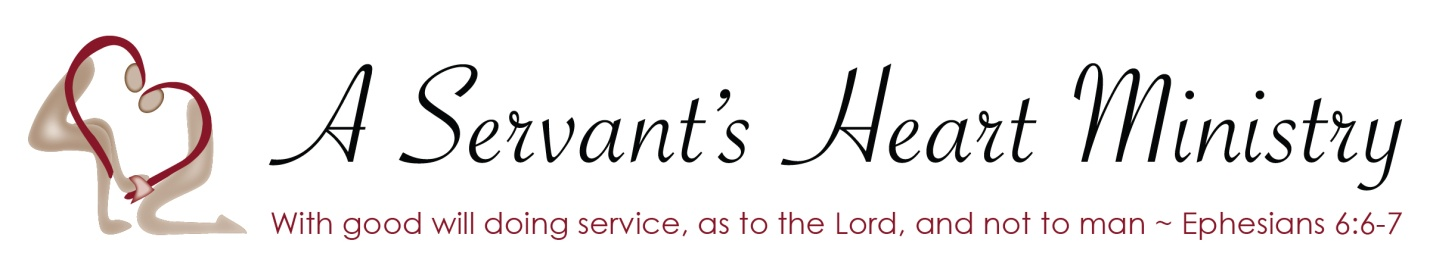 A Servant’s Heart Ministry
With good will doing service, as to the Lord, and not to man ~ Ephesians 6:6-7